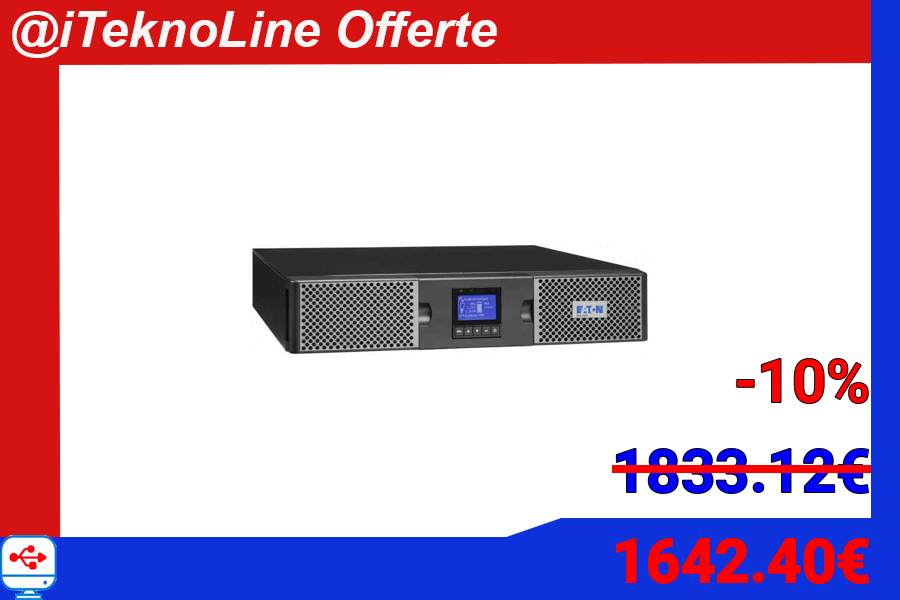 @iTeknoLine Offerte
EATON
-10%
1833.12€
1642.40€